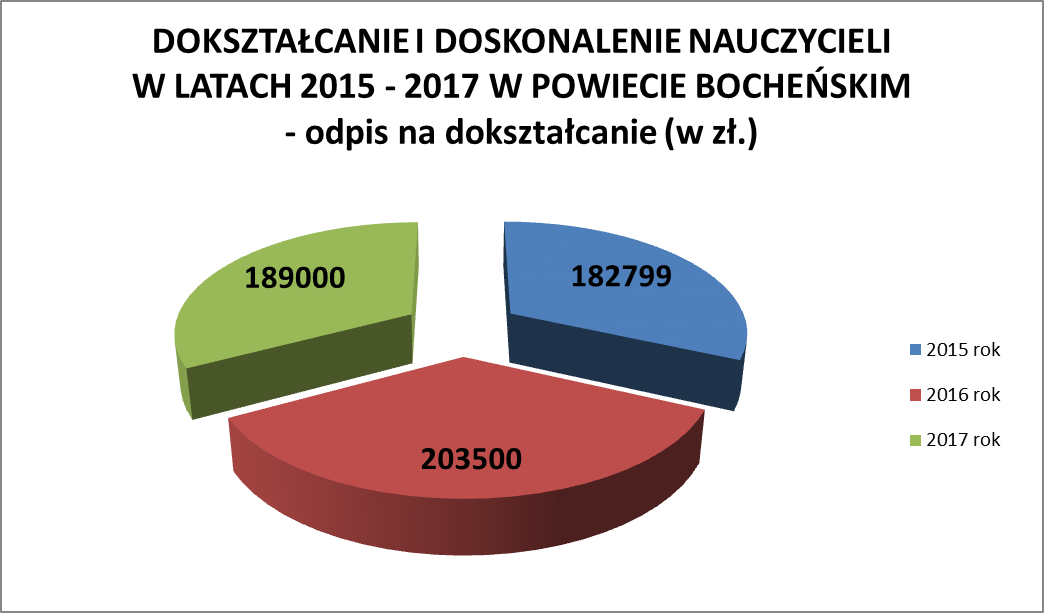 DOKSZTAŁCANIE I DOSKONALENIE NAUCZYCIELI
W LATACH 2015 - 2017 W POWIECIE BOCHEŃSKIM
- odpis na dokształcanie (w zł.)
189000
182799
203500
2015 rok
2016 rok
2017 rok